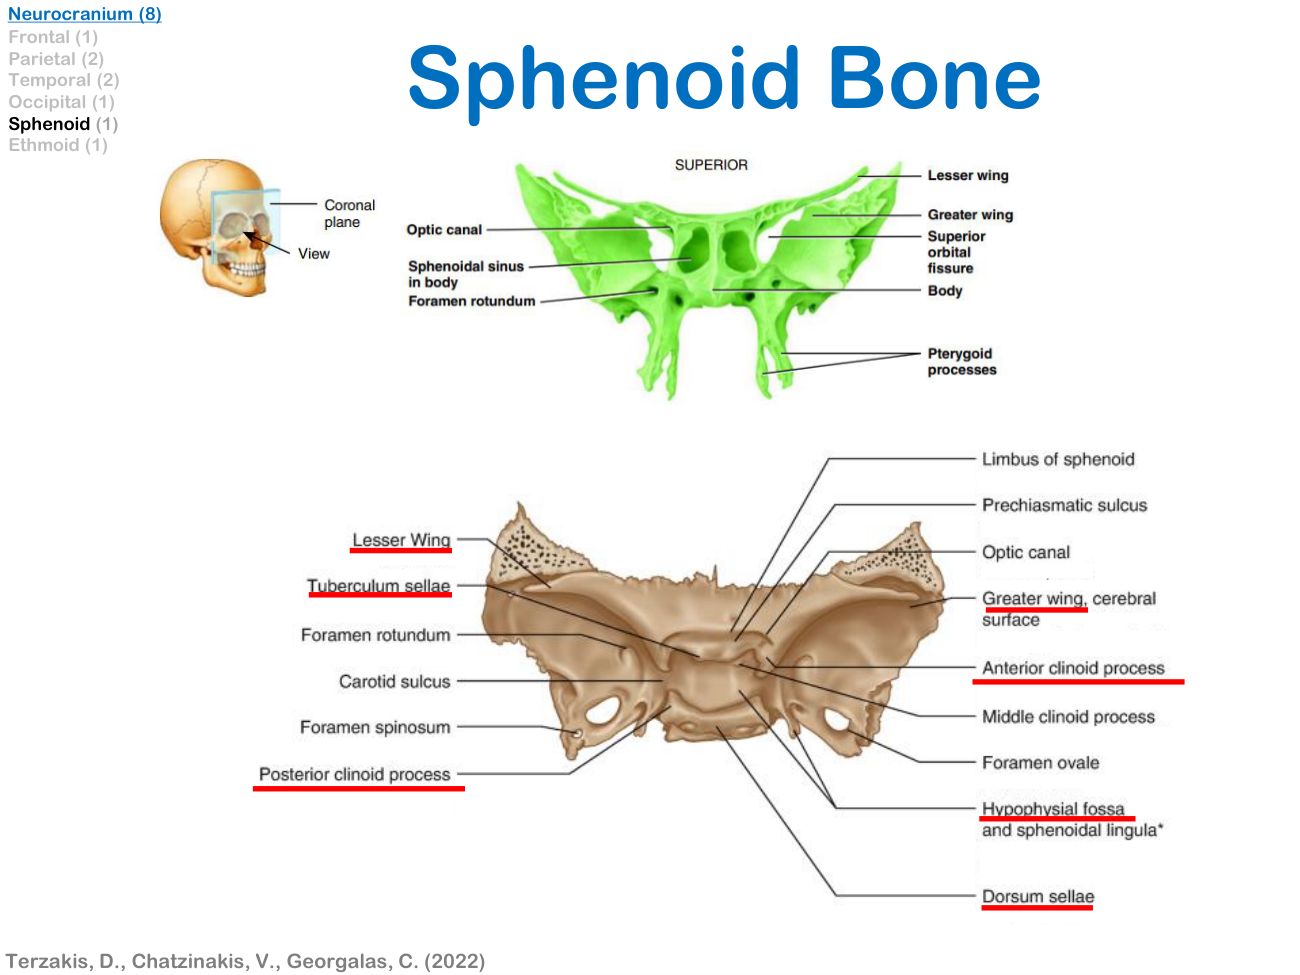 Neurocranium (8)
Frontal (1)
Parietal (2)
Temporal (2)
Occipital (1)
Sphenoid (1)
Ethmoid (1)
Sphenoid Bone
Coronal
plane
View
SUPERIOR
Optic canal
Sphenoidal sinus
in body
Foramen rotundum
Lesser wing
Greater wing
Superior
orbital
fissure
Body
Pterygoid
processes
Lesser Wing
Tuberculum sellae
Foramen rotundum
Carotid sulcus
Foramen spinosum
Posterior clinoid process
Limbus of sphenoid
Prechiasmatic sulcus
Optic canal
Greater wing, cerebral
surface
Anterior clinoid process
Middle clinoid process
Foramen ovale
Hypophysial fossa
and sphenoidal lingula*
Dorsum sellae
Terzakis, D., Chatzinakis, V., Georgalas, C. (2022)